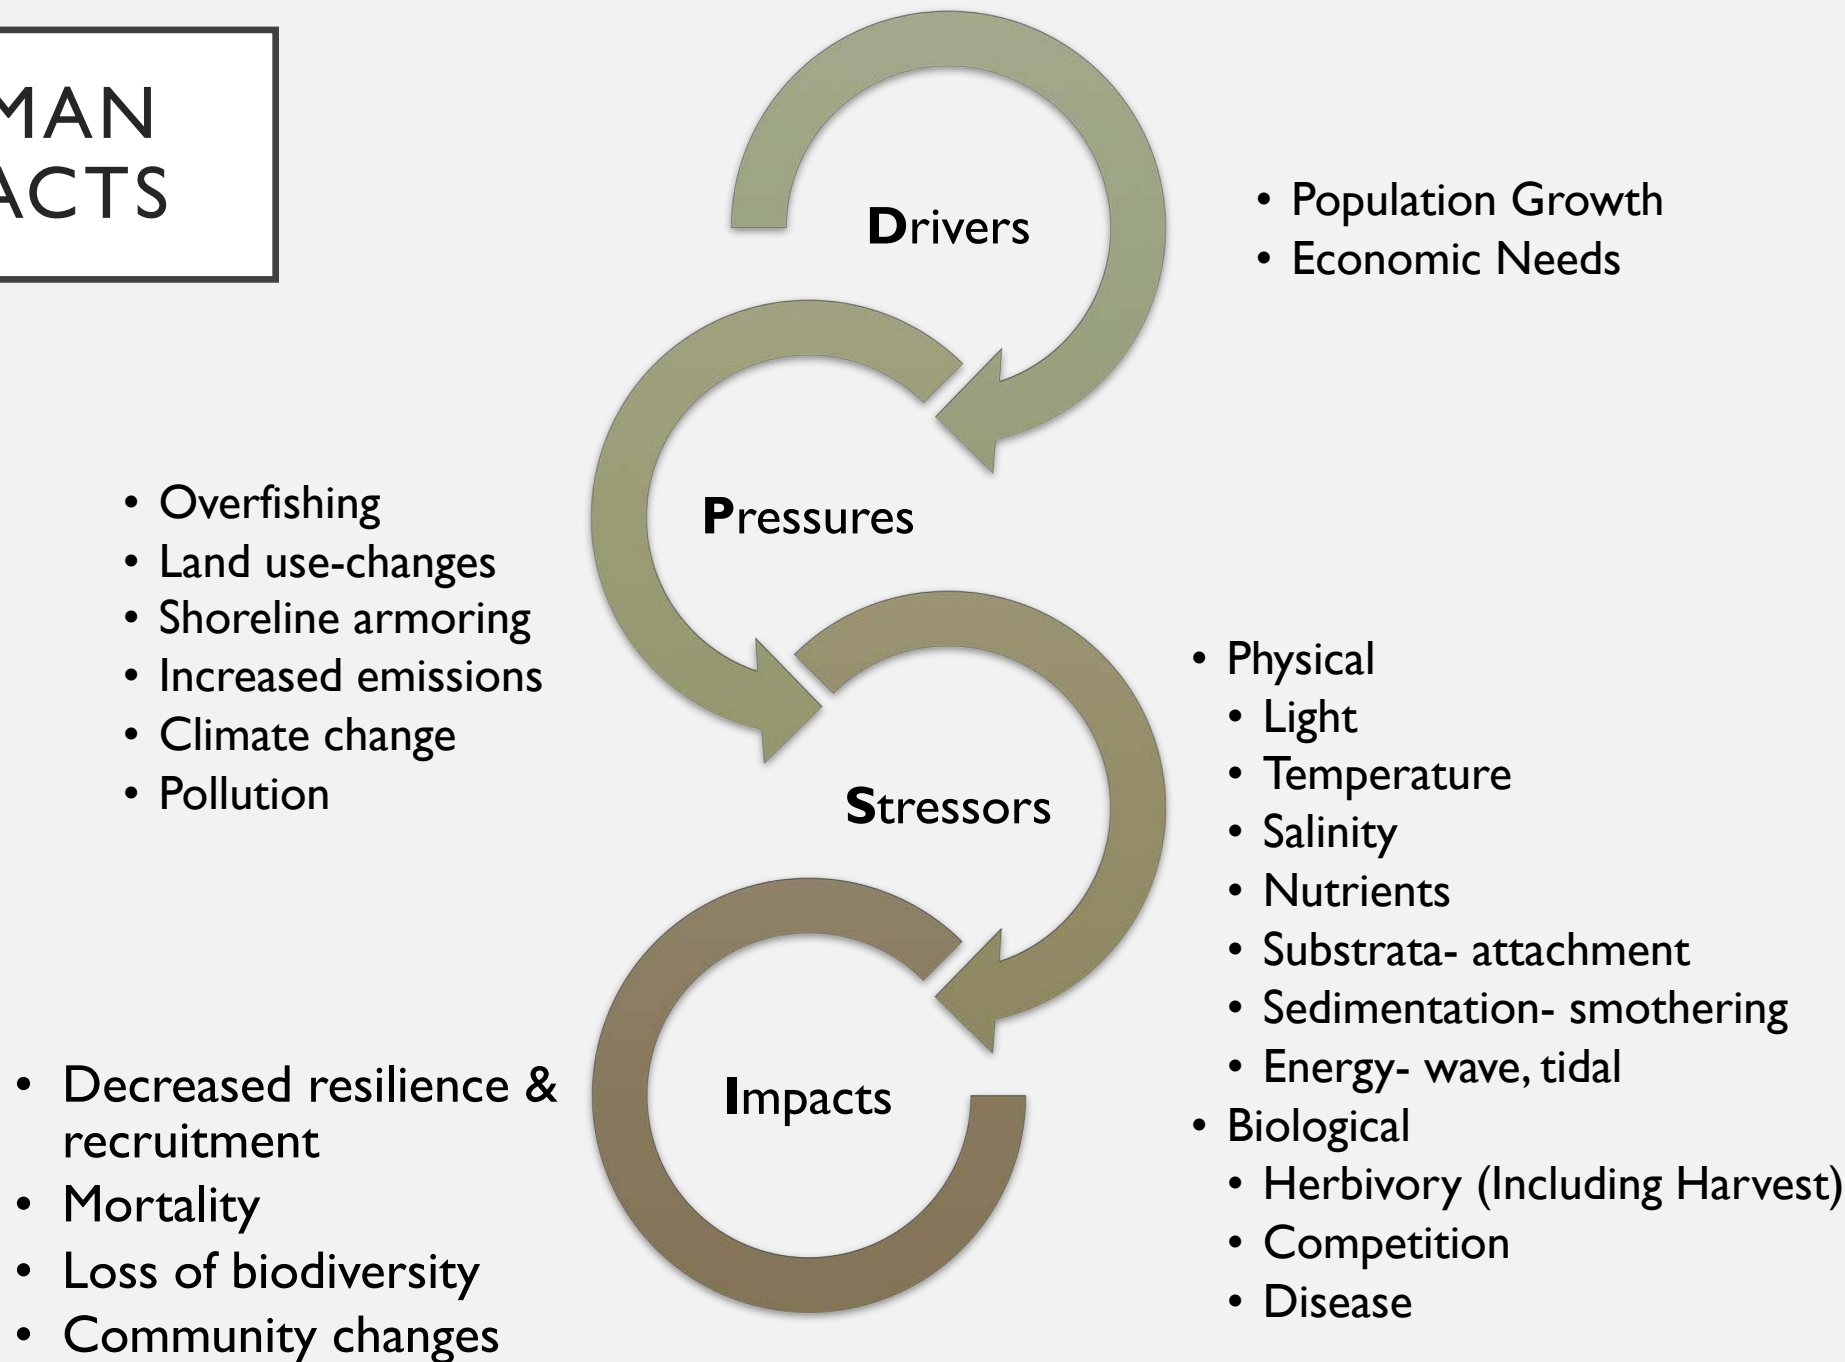 MAN
ACTS
Drivers
• Population Growth
• Economic Needs
Pressures
• Overfishing
• Land use-changes
• Shoreline armoring
• Increased emissions
• Climate change
• Pollution
Stressors
• Physical
• Light
• Temperature
• Salinity
• Nutrients
• Substrata- attachment
• Sedimentation- smothering
• Energy- wave, tidal
• Biological
• Herbivory (Including Harvest)
• Competition
• Disease
Impacts
• Decreased resilience &
recruitment
• Mortality
• Loss of biodiversity
• Community changes